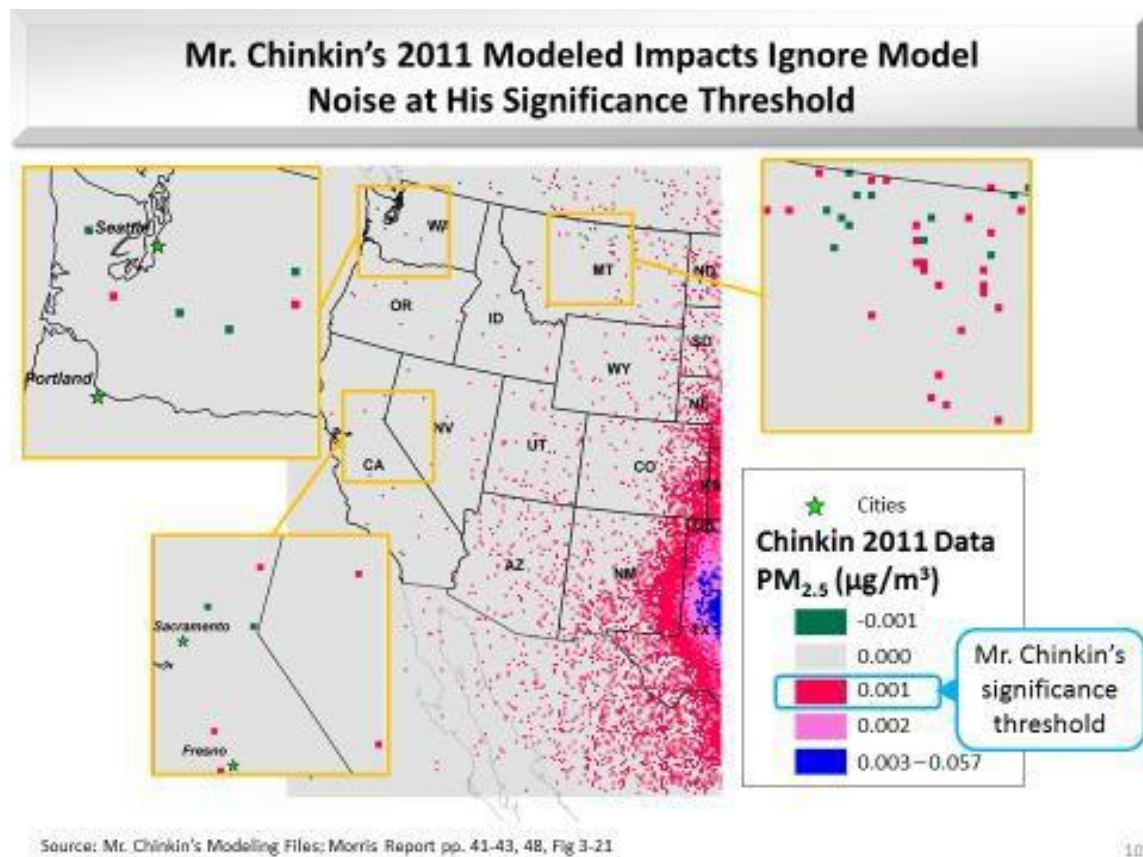 Mr. Chinkin's 2011 Modeled Impacts Ignore Model
Noise at His Significance Threshold
Seattle
Portland
WA
MT
ND
OR
ID
SD
WY
NE
NV
UT
CO
CA
KS
AZ
NM
OK
TX
Sacramento
Fresno
Cities
Chinkin 2011 Data
PM2.5 (µg/m³)
-0.001
0.000
0.001
0.002
0.003–0.057
Mr. Chinkin's
significance
threshold
Source: Mr. Chinkin's Modeling Files; Morris Report pp. 41-43, 48, Fig 3-21
10